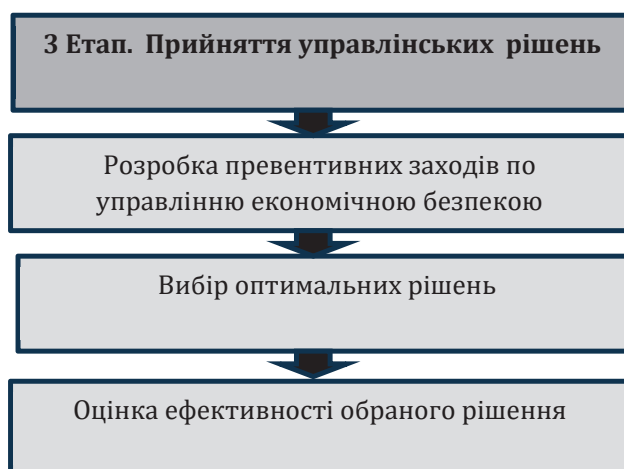 3 Етап. Прийняття управлінських рішень
Розробка превентивних заходів по
управлінню економічною безпекою
Вибір оптимальних рішень
Оцінка ефективності обраного рішення